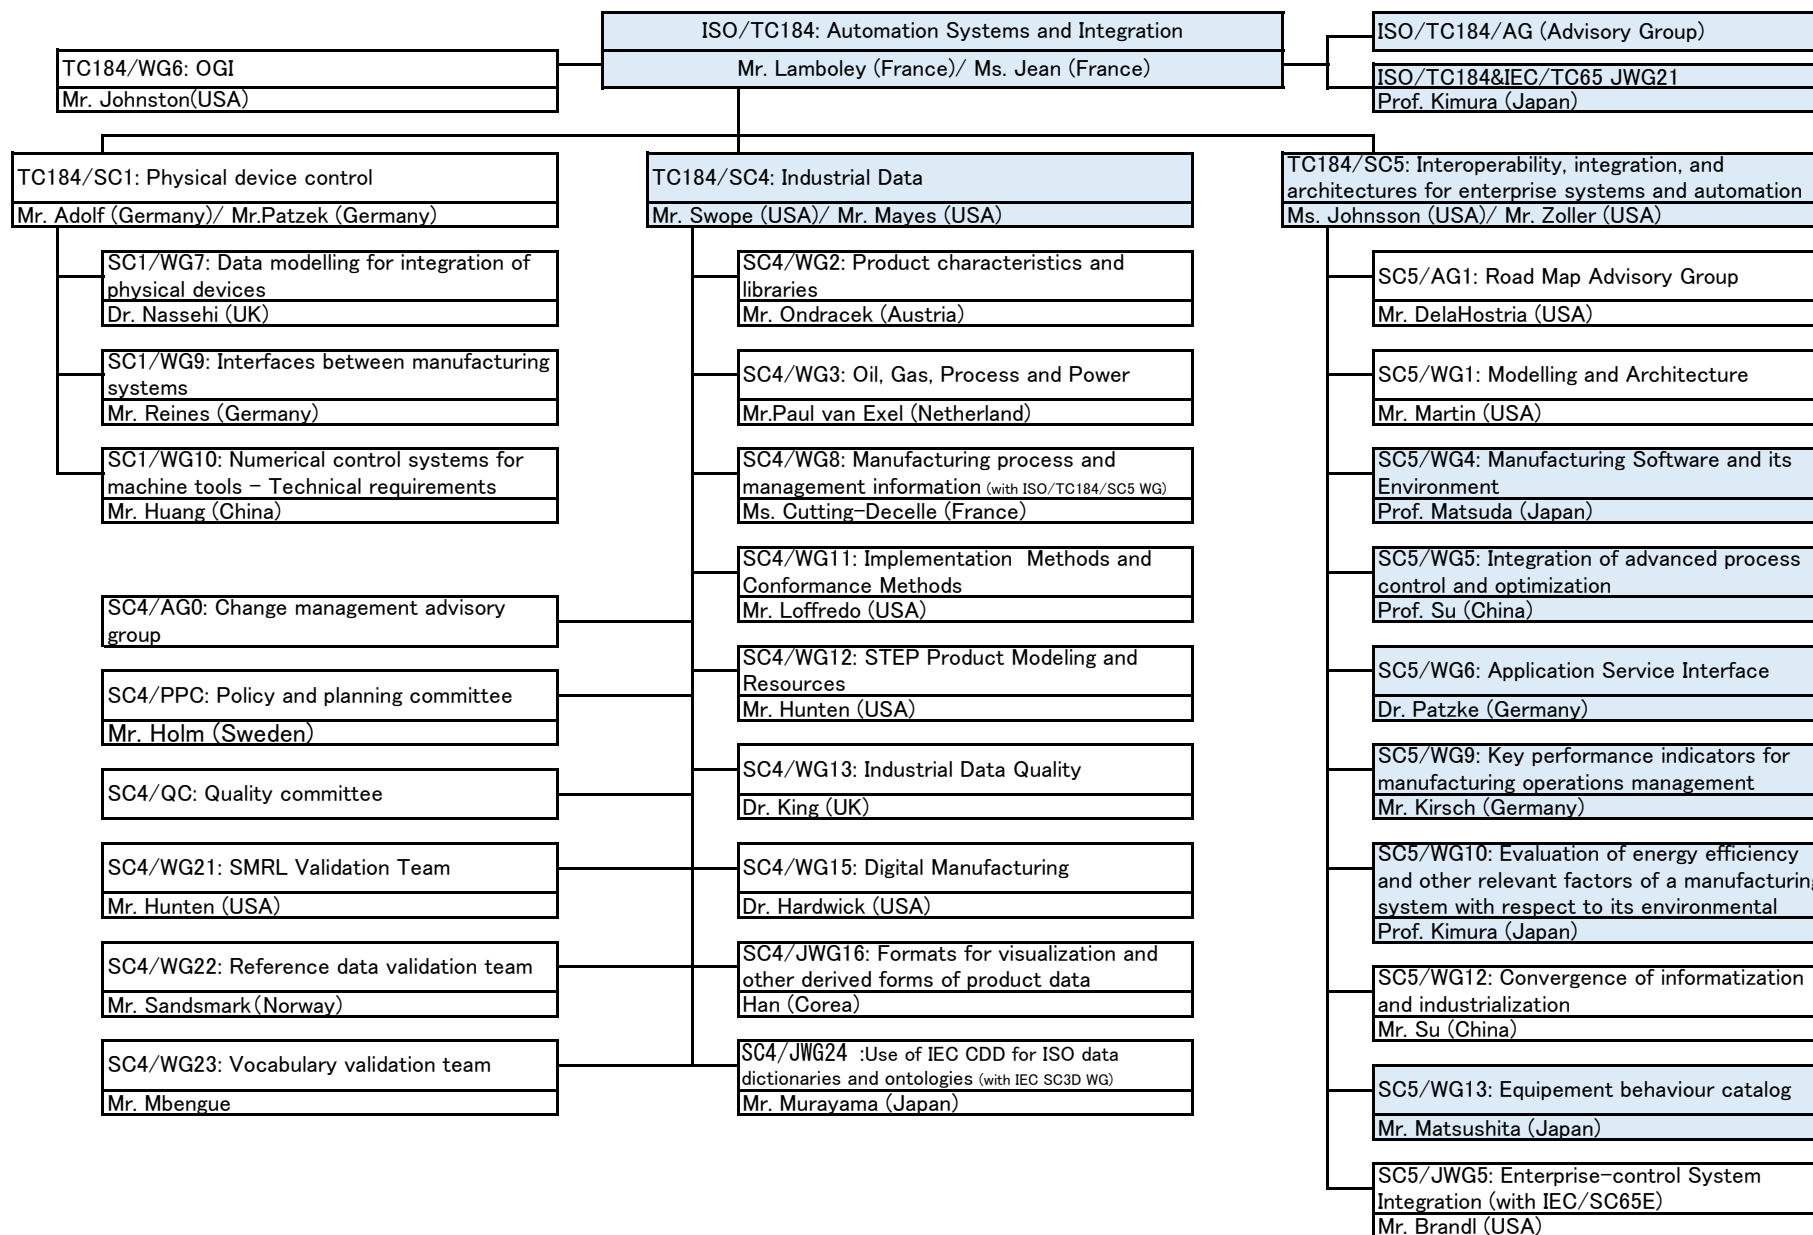 ISO/TC184: Automation Systems and Integration
Mr. Lamboley (France)/ Ms. Jean (France)
TC184/WG6: OGI
Mr. Johnston(USA)
ISO/TC184/AG (Advisory Group)
ISO/TC184&IEC/TC65 JWG21
Prof. Kimura (Japan)
TC184/SC1: Physical device control
Mr. Adolf (Germany)/ Mr.Patzek (Germany)
SC1/WG7: Data modelling for integration of
physical devices
Dr. Nassehi (UK)
SC1/WG9: Interfaces between manufacturing
systems
Mr. Reines (Germany)
SC1/WG10: Numerical control systems for
machine tools – Technical requirements
Mr. Huang (China)
SC4/AG0: Change management advisory
group
SC4/PPC: Policy and planning committee
Mr. Holm (Sweden)
SC4/QC: Quality committee
SC4/WG21: SMRL Validation Team
Mr. Hunten (USA)
SC4/WG22: Reference data validation team
Mr. Sandsmark(Norway)
SC4/WG23: Vocabulary validation team
Mr. Mbengue
TC184/SC4: Industrial Data
Mr. Swope (USA)/ Mr. Mayes (USA)
SC4/WG2: Product characteristics and
libraries
Mr. Ondracek (Austria)
SC4/WG3: Oil, Gas, Process and Power
Mr.Paul van Exel (Netherland)
SC4/WG8: Manufacturing process and
management information (with ISO/TC184/SC5 WG)
Ms. Cutting-Decelle (France)
SC4/WG11: Implementation Methods and
Conformance Methods
Mr. Loffredo (USA)
SC4/WG12: STEP Product Modeling and
Resources
Mr. Hunten (USA)
SC4/WG13: Industrial Data Quality
Dr. King (UK)
SC4/WG15: Digital Manufacturing
Dr. Hardwick (USA)
SC4/JWG16: Formats for visualization and
other derived forms of product data
Han (Corea)
SC4/JWG24 :Use of IEC CDD for ISO data
dictionaries and ontologies (with IEC SC3D WG)
Mr. Murayama (Japan)
TC184/SC5: Interoperability, integration, and
architectures for enterprise systems and automation
Ms. Johnsson (USA)/ Mr. Zoller (USA)
SC5/AG1: Road Map Advisory Group
Mr. DelaHostria (USA)
SC5/WG1: Modelling and Architecture
Mr. Martin (USA)
SC5/WG4: Manufacturing Software and its
Environment
Prof. Matsuda (Japan)
SC5/WG5: Integration of advanced process
control and optimization
Prof. Su (China)
SC5/WG6: Application Service Interface
Dr. Patzke (Germany)
SC5/WG9: Key performance indicators for
manufacturing operations management
Mr. Kirsch (Germany)
SC5/WG10: Evaluation of energy efficiency
and other relevant factors of a manufacturing
system with respect to its environmental
Prof. Kimura (Japan)
SC5/WG12: Convergence of informatization
and industrialization
Mr. Su (China)
SC5/WG13: Equipement behaviour catalog
Mr. Matsushita (Japan)
SC5/JWG5: Enterprise-control System
Integration (with IEC/SC65E)
Mr. Brandl (USA)